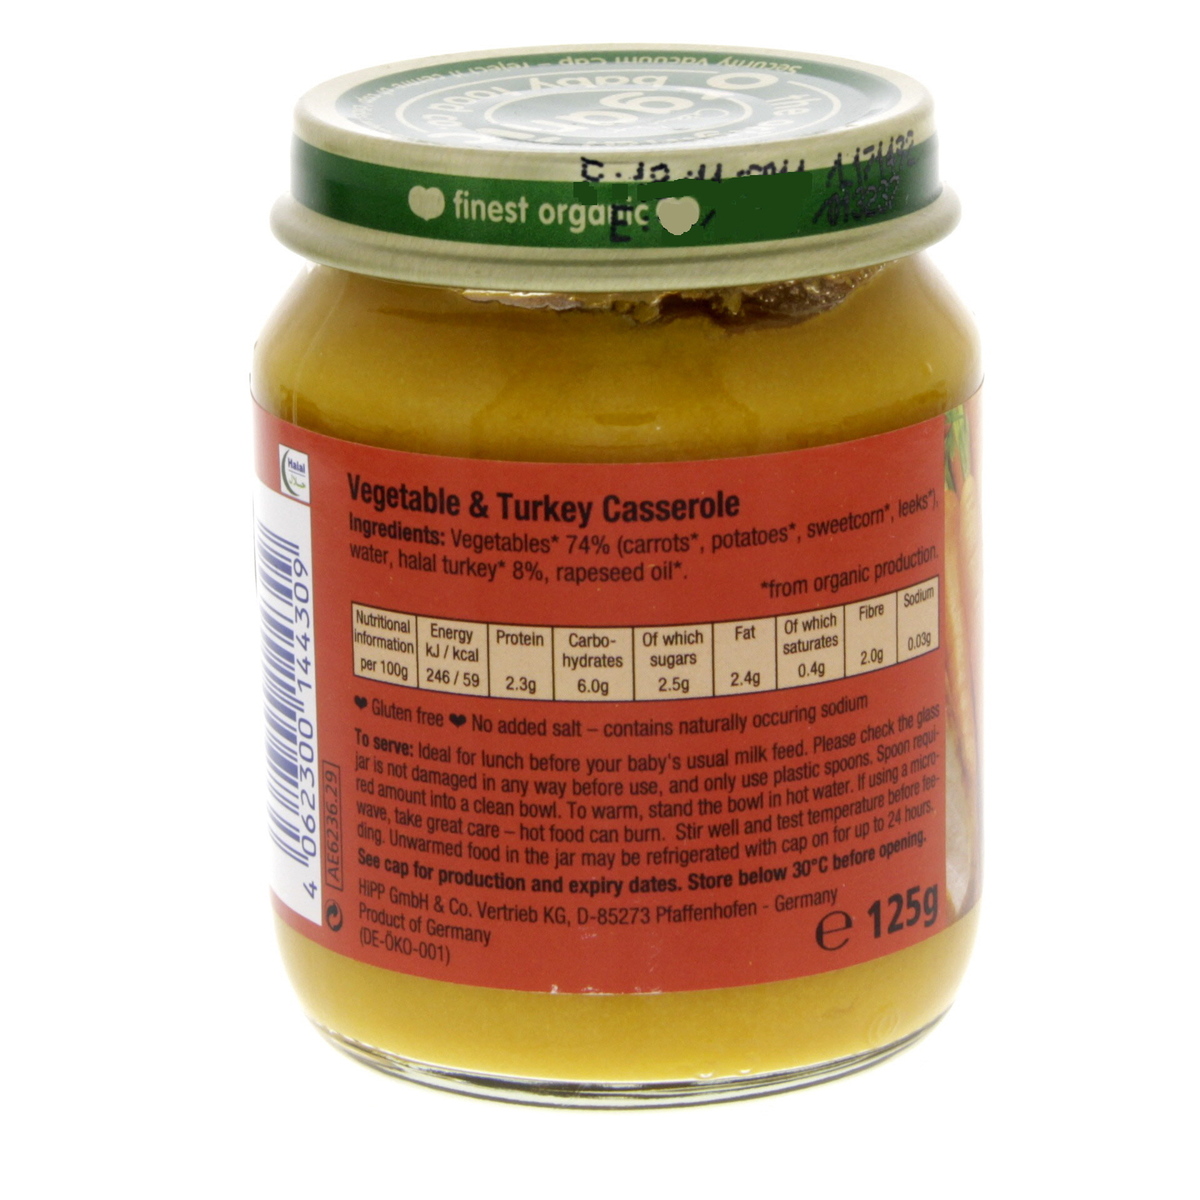 Security Vacuum Cap - reject if
baby food
finest organic
Halal
حلال
Vegetable & Turkey Casserole
Ingredients: Vegetables* 74% (carrots*, potatoes*, sweetcorn*, leeks*),
water, halal turkey* 8%, rapeseed oil*.
*from organic production.
Nutritional information per 100g
Energy kJ / kcal 246 / 59
Protein 2.3g
Carbo-hydrates 6.0g
Of which sugars 2.5g
Fat 2.4g
Of which saturates 0.4g
Fibre 2.0g
Sodium 0.03g
♥ Gluten free ♥ No added salt – contains naturally occuring sodium
To serve: Ideal for lunch before your baby's usual milk feed. Please check the glass
jar is not damaged in any way before use, and only use plastic spoons. Spoon requi-
red amount into a clean bowl. To warm, stand the bowl in hot water. If using a micro-
wave, take great care – hot food can burn. Stir well and test temperature before fee-
ding. Unwarmed food in the jar may be refrigerated with cap on for up to 24 hours.
See cap for production and expiry dates. Store below 30°C before opening.
HiPP GmbH & Co. Vertrieb KG, D-85273 Pfaffenhofen - Germany
Product of Germany
(DE-ÖKO-001)
℮ 125g
4 062300 144309
AE6236.29